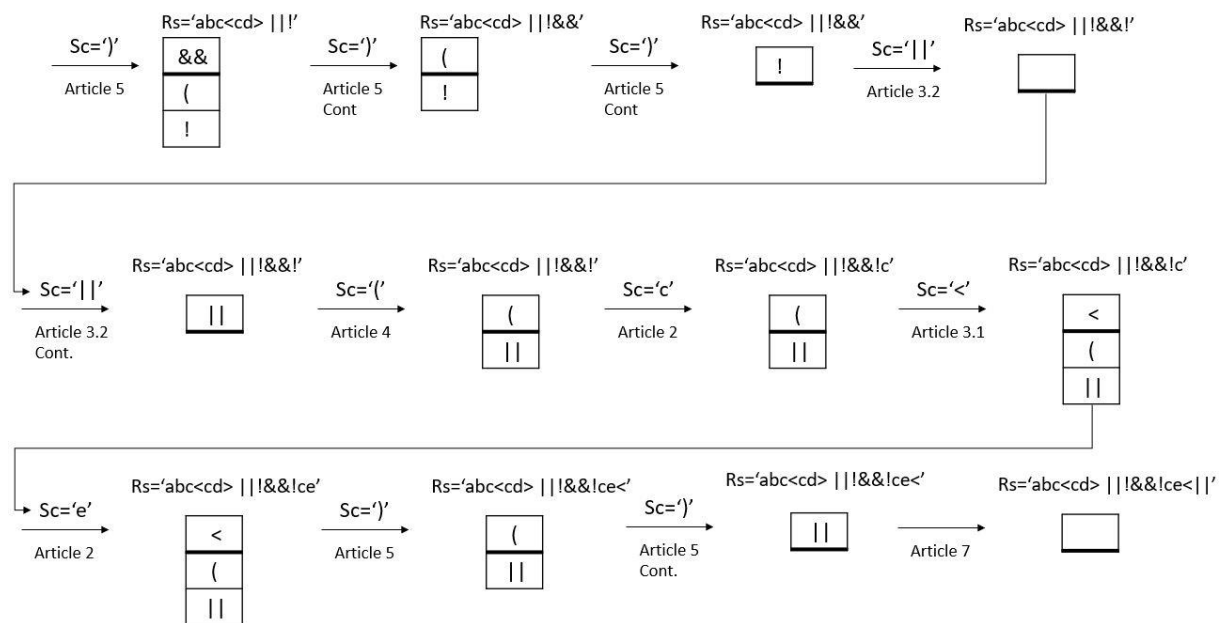 Rs=‘abc<cd> ||!’
Rs=‘abc<cd> ||!&&’
Rs=‘abc<cd> ||!&&’
Rs=‘abc<cd> ||!&&!’
Sc=‘)’
Article 5
&&
(
!
Sc=‘)’
Article 5
Cont
(
!
Sc=‘)’
Article 5
Cont
!
Sc=‘||’
Article 3.2
Sc=‘||’
Article 3.2
Cont.
Rs=‘abc<cd> ||!&&!’
||
Sc=‘(’
Article 4
Rs=‘abc<cd> ||!&&!’
(
||
Sc=‘c’
Article 2
Rs=‘abc<cd> ||!&&!c’
(
||
Sc=‘<’
Article 3.1
Rs=‘abc<cd> ||!&&!c’
<
(
||
Sc=‘e’
Article 2
Rs=‘abc<cd> ||!&&!ce’
<
(
||
Sc=‘)’
Article 5
Rs=‘abc<cd> ||!&&!ce<’
(
||
Sc=‘)’
Article 5
Cont.
Rs=‘abc<cd> ||!&&!ce<’
||
Article 7
Rs=‘abc<cd> ||!&&!ce<||’